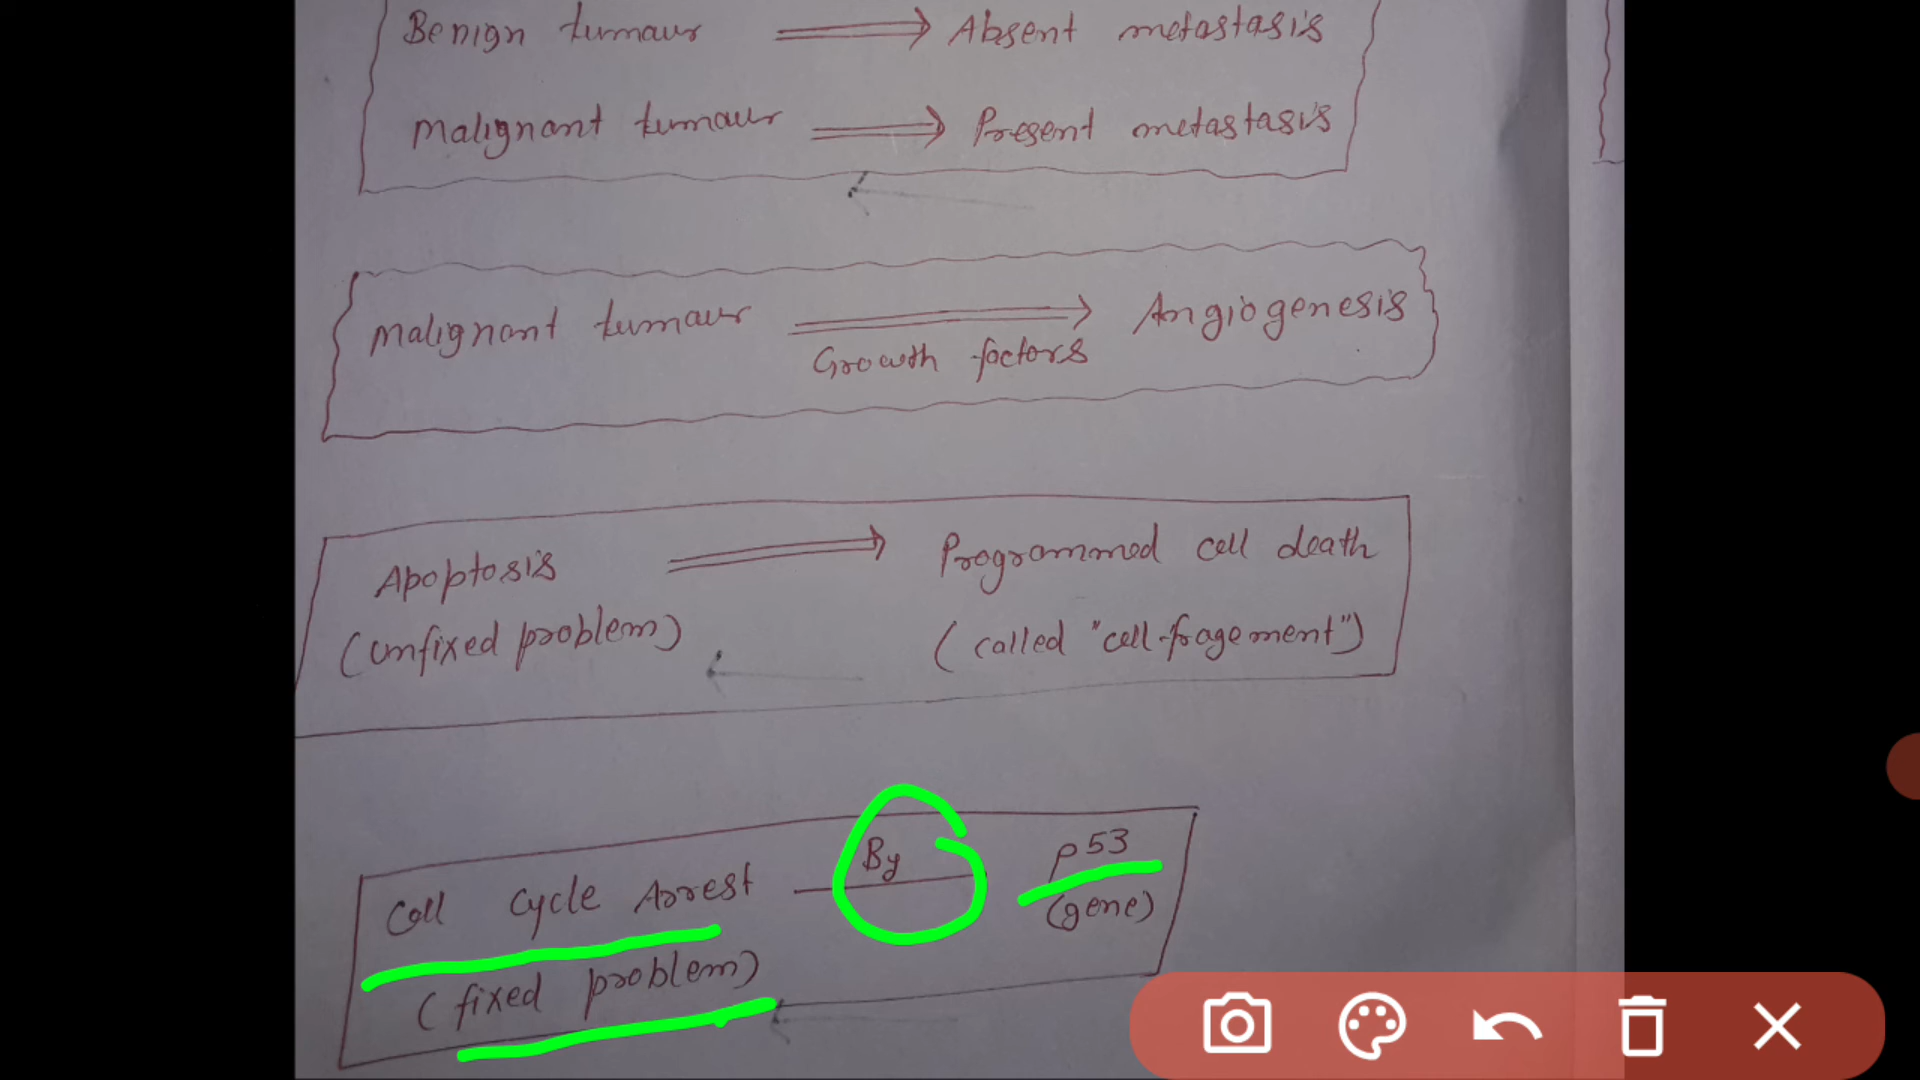 Benign tumour ⟹ Absent metastasis
Malignant tumour ⟹ Present metastasis
Malignant tumour ⟹ Angiogenesis
Growth factors
Apoptosis ⟹ Programmed cell death
(unfixed problem) (called "cell-fragement")
Cell Cycle Arrest By p53
(gene)
(fixed problem)